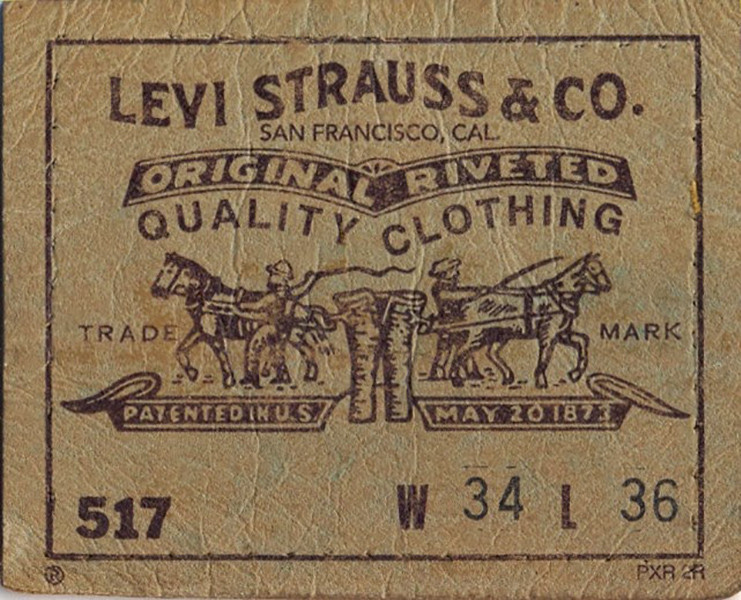 LEVI STRAUSS & CO.
SAN FRANCISCO, CAL.
ORIGINAL RIVETED
QUALITY CLOTHING
TRADE MARK
PATENTED IN U.S. MAY 20 1873
517 W 34 L 36
® PXR 2R